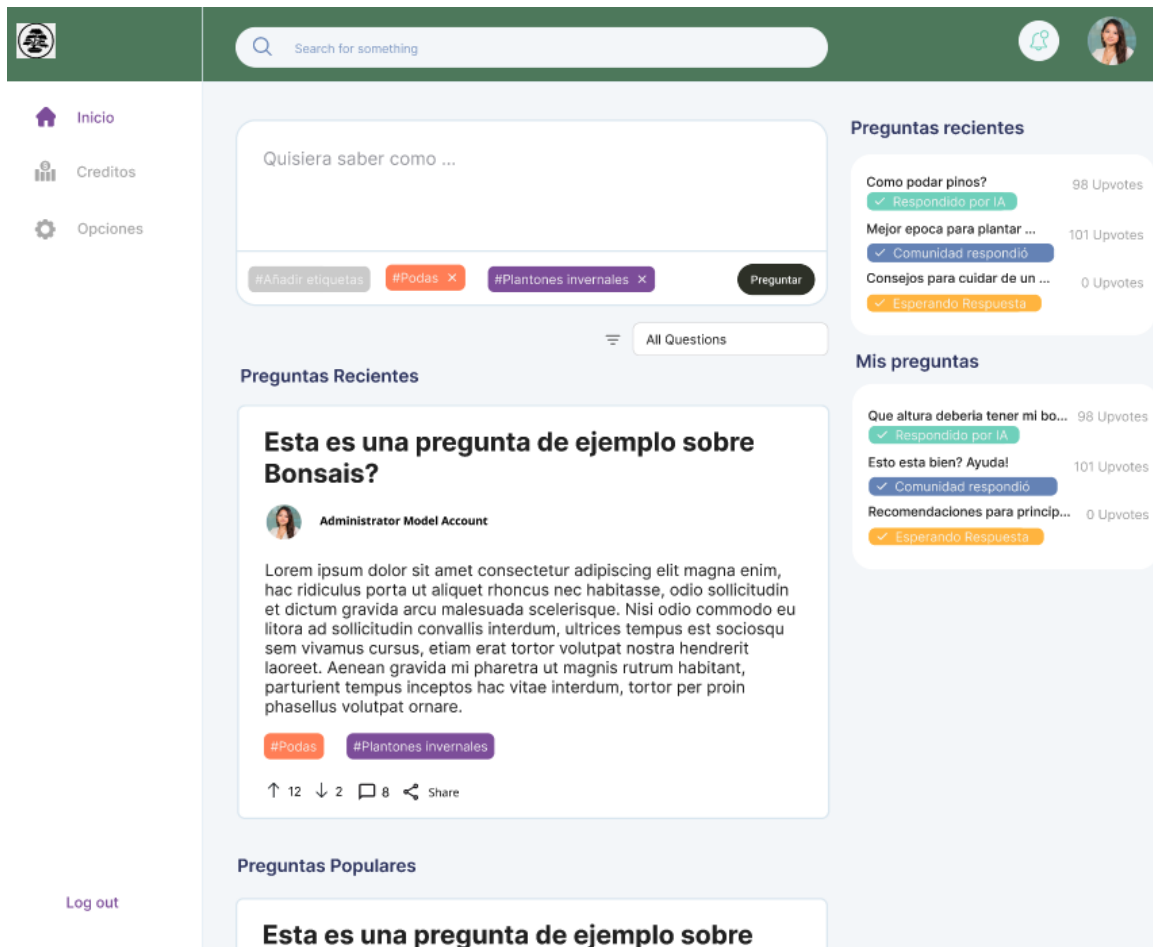 Search for something
Inicio
Creditos
Opciones
Log out
Quisiera saber como ...
#Añadir etiquetas
#Podas ×
#Plantones invernales ×
Preguntar
All Questions
Preguntas Recientes
Esta es una pregunta de ejemplo sobre
Bonsais?
Administrator Model Account
Lorem ipsum dolor sit amet consectetur adipiscing elit magna enim,
hac ridiculus porta ut aliquet rhoncus nec habitasse, odio sollicitudin
et dictum gravida arcu malesuada scelerisque. Nisi odio commodo eu
litora ad sollicitudin convallis interdum, ultrices tempus est sociosqu
sem vivamus cursus, etiam erat tortor volutpat nostra hendrerit
laoreet. Aenean gravida mi pharetra ut magnis rutrum habitant,
parturient tempus inceptos hac vitae interdum, tortor per proin
phasellus volutpat ornare.
#Podas
#Plantones invernales
12 2 8 Share
Preguntas Populares
Esta es una pregunta de ejemplo sobre
Preguntas recientes
Como podar pinos? 98 Upvotes
Respondido por IA
Mejor epoca para plantar ... 101 Upvotes
Comunidad respondió
Consejos para cuidar de un ... 0 Upvotes
Esperando Respuesta
Mis preguntas
Que altura deberia tener mi bo... 98 Upvotes
Respondido por IA
Esto esta bien? Ayuda! 101 Upvotes
Comunidad respondió
Recomendaciones para princip... 0 Upvotes
Esperando Respuesta